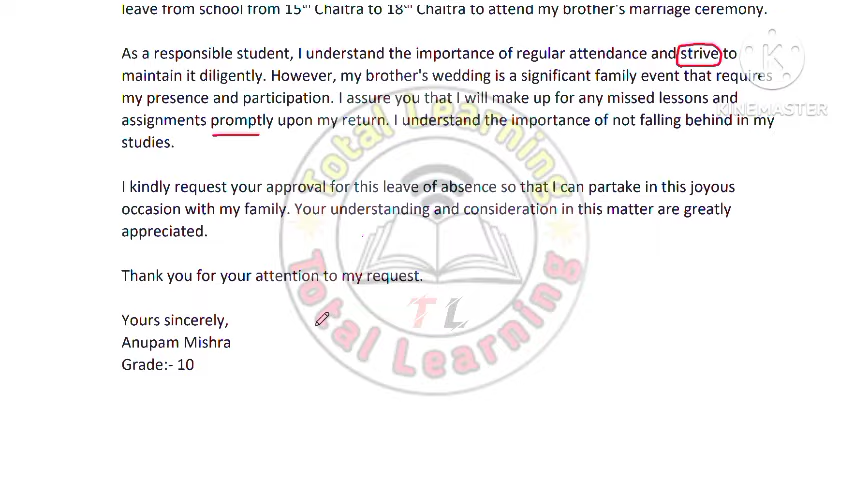 leave from school from 15ᵗʰ Chaitra to 18ᵗʰ Chaitra to attend my brother's marriage ceremony.
As a responsible student, I understand the importance of regular attendance and strive to
maintain it diligently. However, my brother's wedding is a significant family event that requires
my presence and participation. I assure you that I will make up for any missed lessons and
assignments promptly upon my return. I understand the importance of not falling behind in my
studies.
I kindly request your approval for this leave of absence so that I can partake in this joyous
occasion with my family. Your understanding and consideration in this matter are greatly
appreciated.
Thank you for your attention to my request.
Yours sincerely,
Anupam Mishra
Grade:- 10
Total Learning
TL
Total Learning
K
KINEMASTER